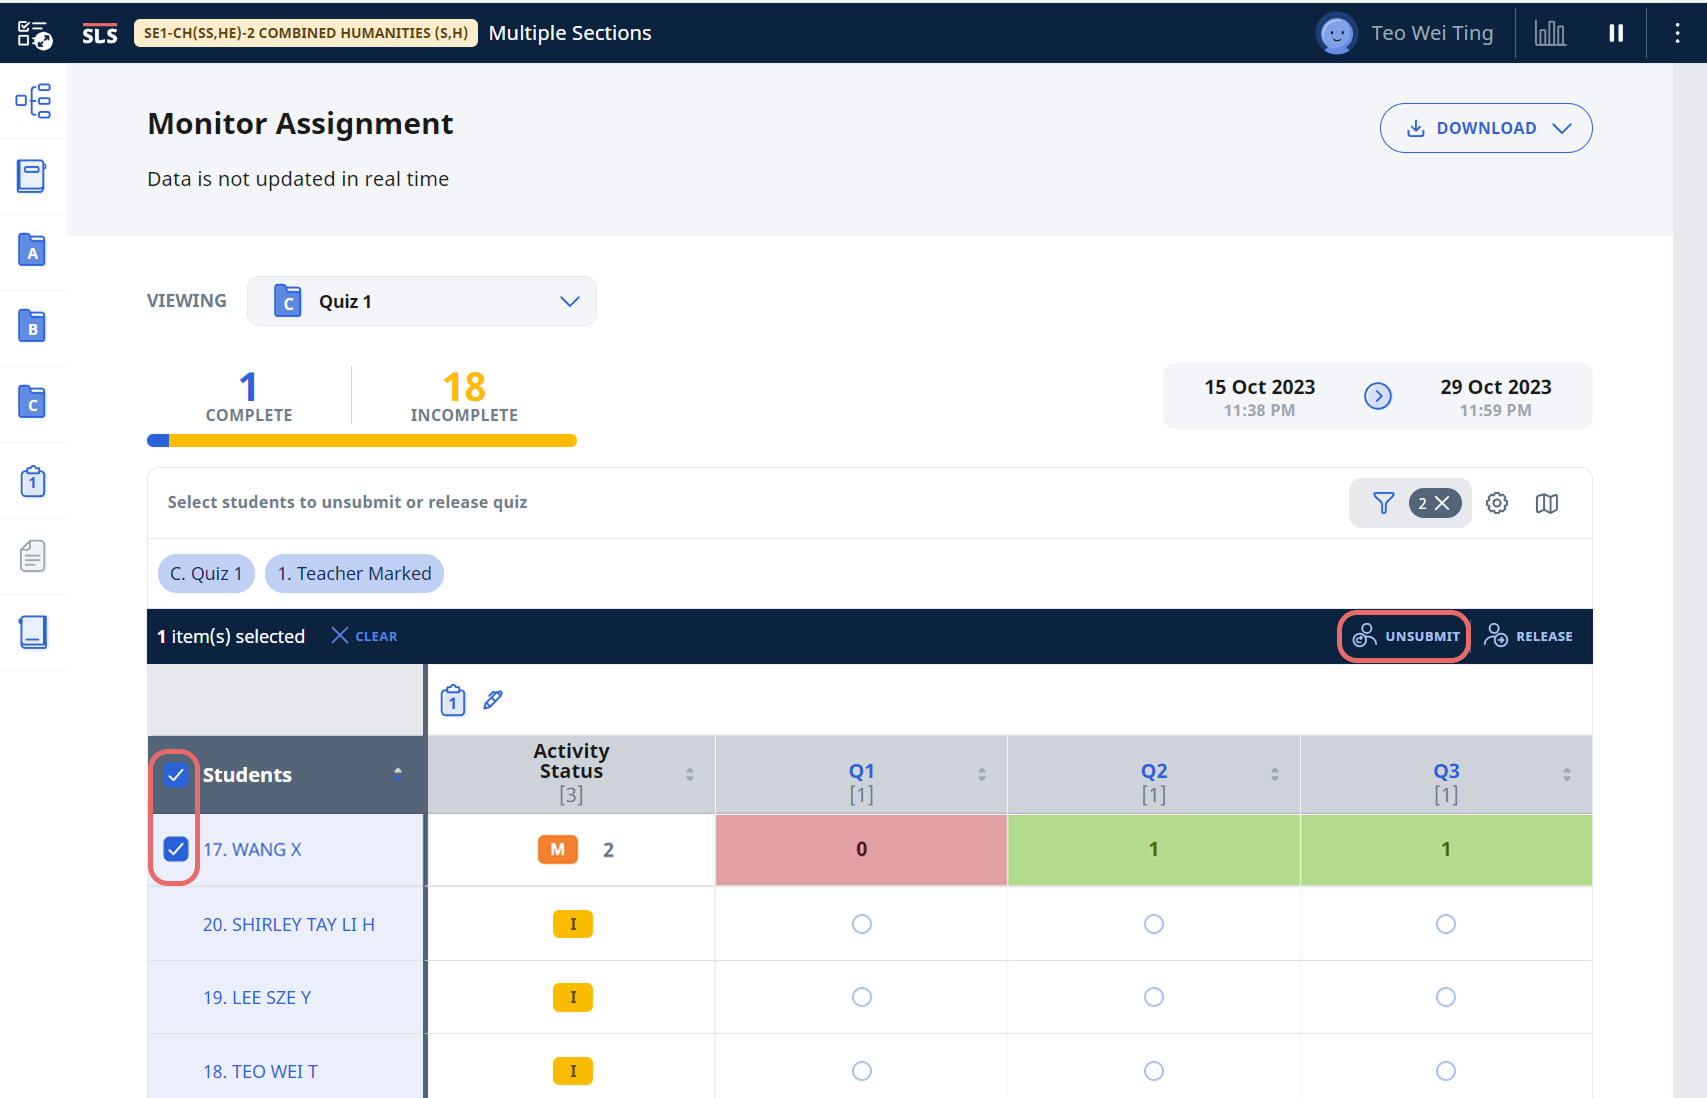 SLS SE1-CH(SS,HE)-2 COMBINED HUMANITIES (S,H) Multiple Sections Teo Wei Ting
Monitor Assignment
DOWNLOAD
Data is not updated in real time
A
B
C
1
VIEWING C Quiz 1
1 18
COMPLETE INCOMPLETE
15 Oct 2023 29 Oct 2023
11:38 PM 11:59 PM
Select students to unsubmit or release quiz 2
C. Quiz 1 1. Teacher Marked
1 item(s) selected CLEAR UNSUBMIT RELEASE
1
Students Activity Status [3] Q1 [1] Q2 [1] Q3 [1]
17. WANG X M 2 0 1 1
20. SHIRLEY TAY LI H I
19. LEE SZE Y I
18. TEO WEI T I